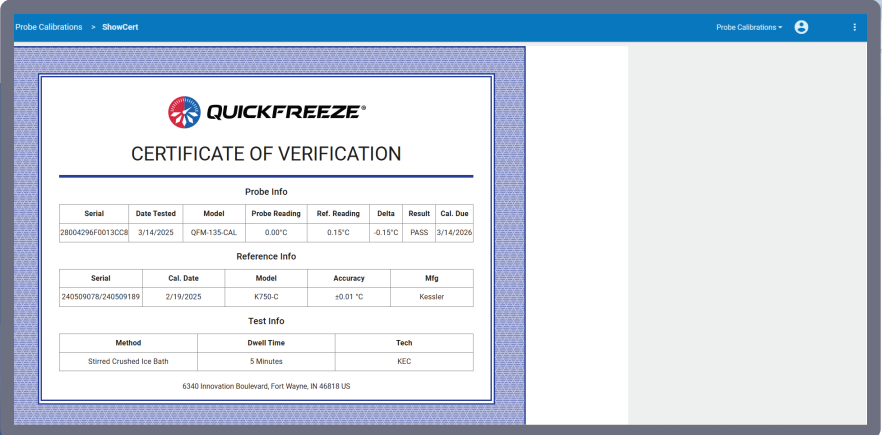 Probe Calibrations > ShowCert Probe Calibrations
QUICKFREEZE®
CERTIFICATE OF VERIFICATION
Probe Info
Serial Date Tested Model Probe Reading Ref. Reading Delta Result Cal. Due
28004296F0013CC8 3/14/2025 QFM-135-CAL 0.00°C 0.15°C -0.15°C PASS 3/14/2026
Reference Info
Serial Cal. Date Model Accuracy Mfg
240509078/240509189 2/19/2025 K750-C ±0.01 °C Kessler
Test Info
Method Dwell Time Tech
Stirred Crushed Ice Bath 5 Minutes KEC
6340 Innovation Boulevard, Fort Wayne, IN 46818 US